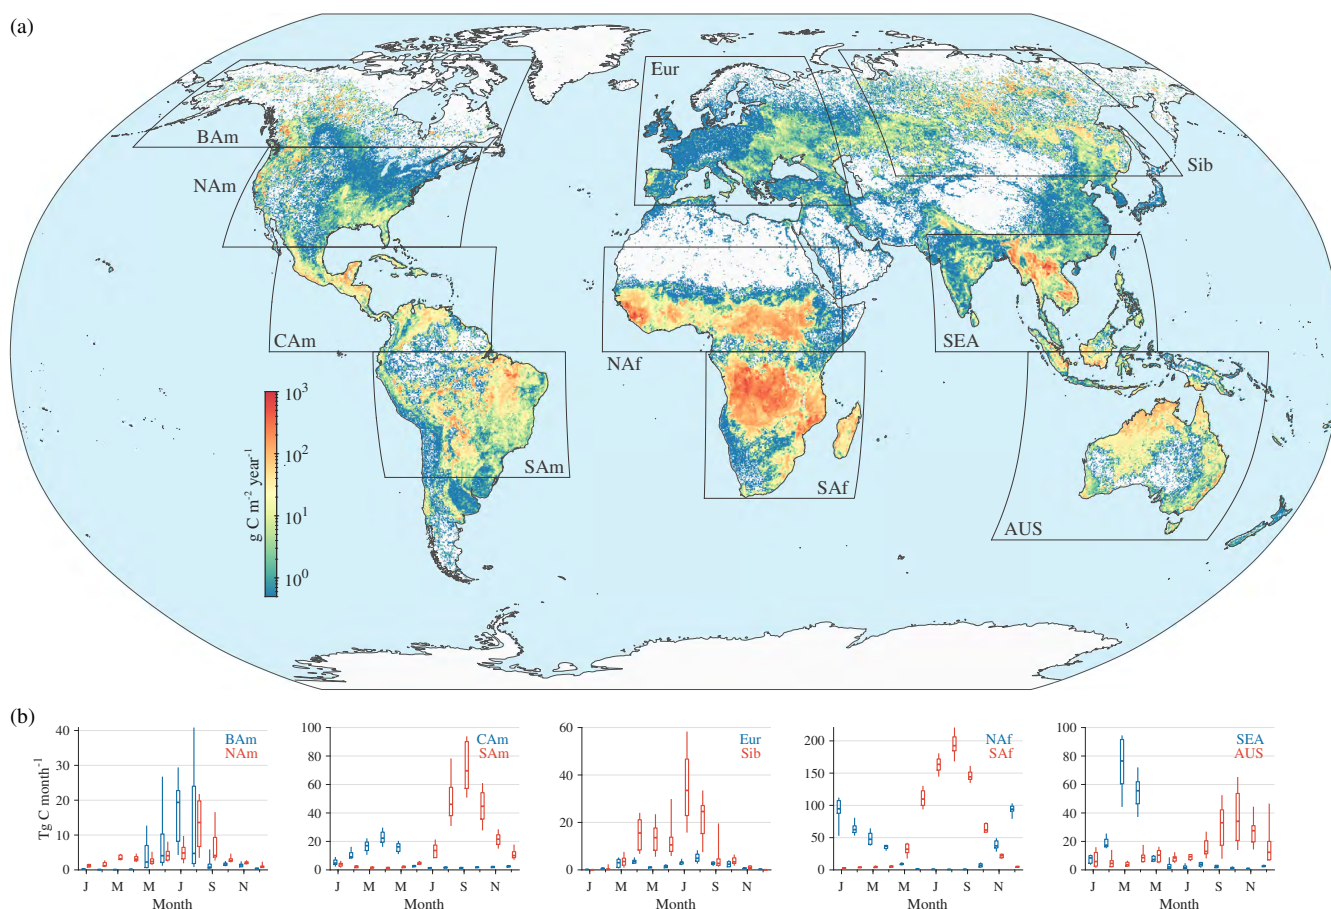 (a)
Eur
BAm
Sib
NAm
CAm
NAf
SEA
10³
10²
10¹
10⁰
g C m⁻² year⁻¹
SAm
SAf
AUS
(b)
40
30
20
10
0
Tg C month⁻¹
BAm
NAm
J M M J S N
Month
100
80
60
40
20
0
CAm
SAm
J M M J S N
Month
60
40
20
0
Eur
Sib
J M M J S N
Month
200
150
100
50
0
NAf
SAf
J M M J S N
Month
100
80
60
40
20
0
SEA
AUS
J M M J S N
Month